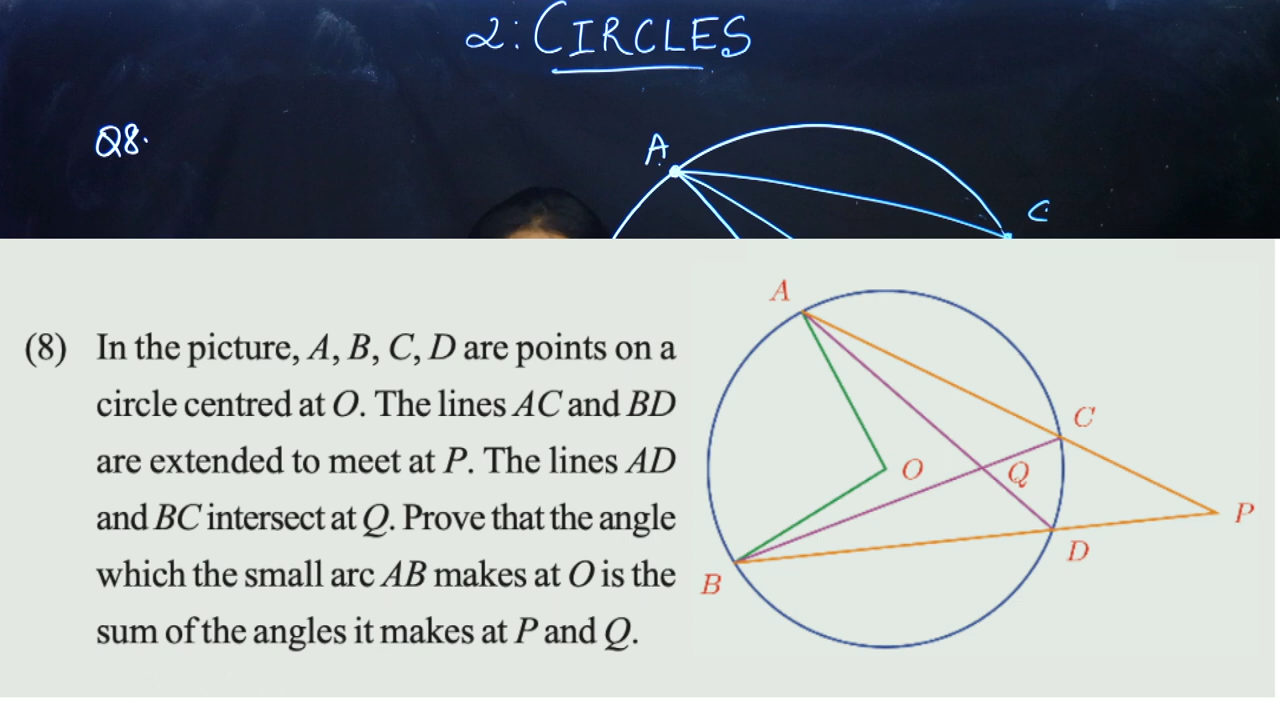 2: CIRCLES
Q8.
A
C
(8) In the picture, A, B, C, D are points on a
circle centred at O. The lines AC and BD
are extended to meet at P. The lines AD
and BC intersect at Q. Prove that the angle
which the small arc AB makes at O is the
sum of the angles it makes at P and Q.
A
C
O
Q
P
D
B